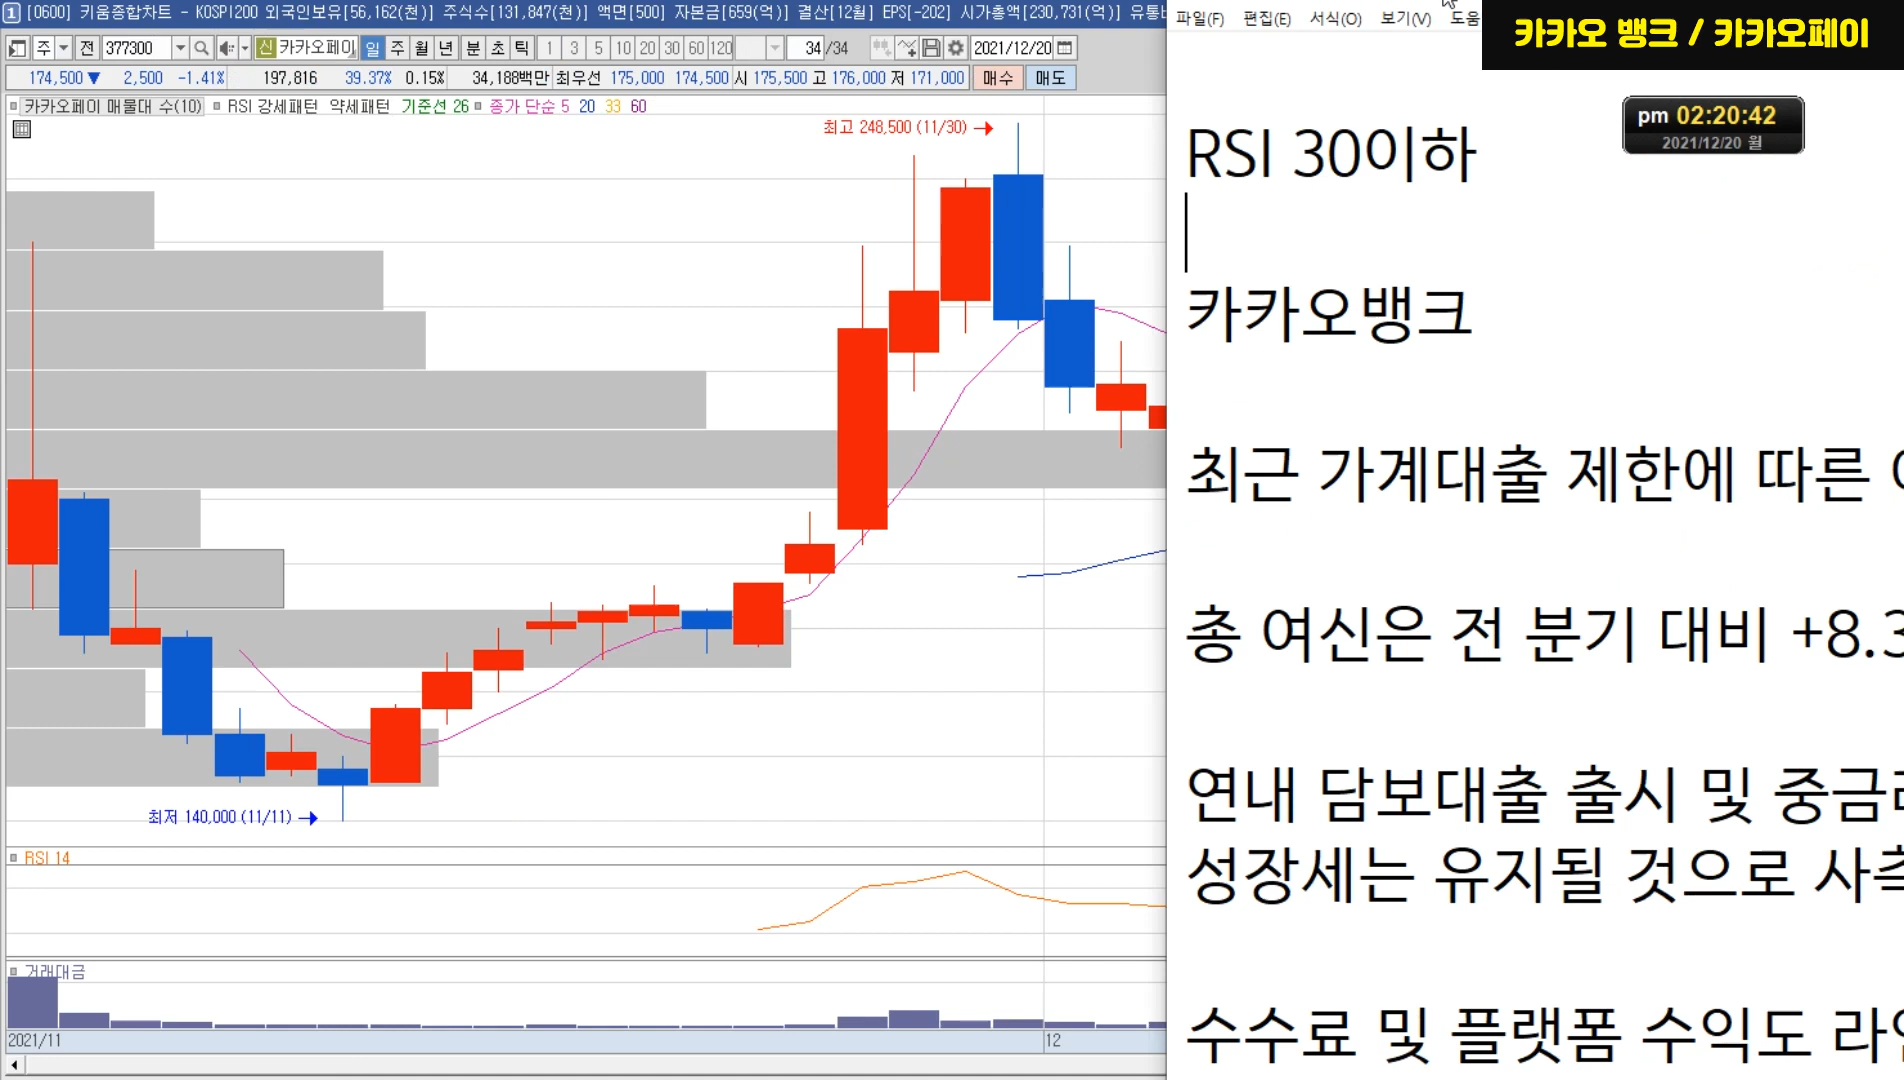 1 [0600] 키움종합차트 - KOSPI200 외국인보유[56,162(천)] 주식수[131,847(천)] 액면[500] 자본금[659(억)] 결산[12월] EPS[-202] 시가총액[230,731(억)]
주 전 377300 신 카카오페이 일 주 월 년 분 초 틱 1 3 5 10 20 30 60 120 34 /34 2021/12/20
174,500 ▼ 2,500 -1.41% 197,816 39.37% 0.15% 34,188백만 최우선 175,000 174,500 시 175,500 고 176,000 저 171,000 매수 매도
카카오페이 매물대 수(10) RSI 강세패턴 약세패턴 기준선 26 종가 단순 5 20 33 60
최고 248,500 (11/30) →
최저 140,000 (11/11) →
RSI 14
거래대금
2021/11 12
파일(F) 편집(E) 서식(O) 보기(V) 도움
카카오 뱅크 / 카카오페이
pm 02:20:42
2021/12/20 월
RSI 30이하
카카오뱅크
최근 가계대출 제한에 따른
총 여신은 전 분기 대비 +8.3
연내 담보대출 출시 및 중금
성장세는 유지될 것으로 사측
수수료 및 플랫폼 수익도